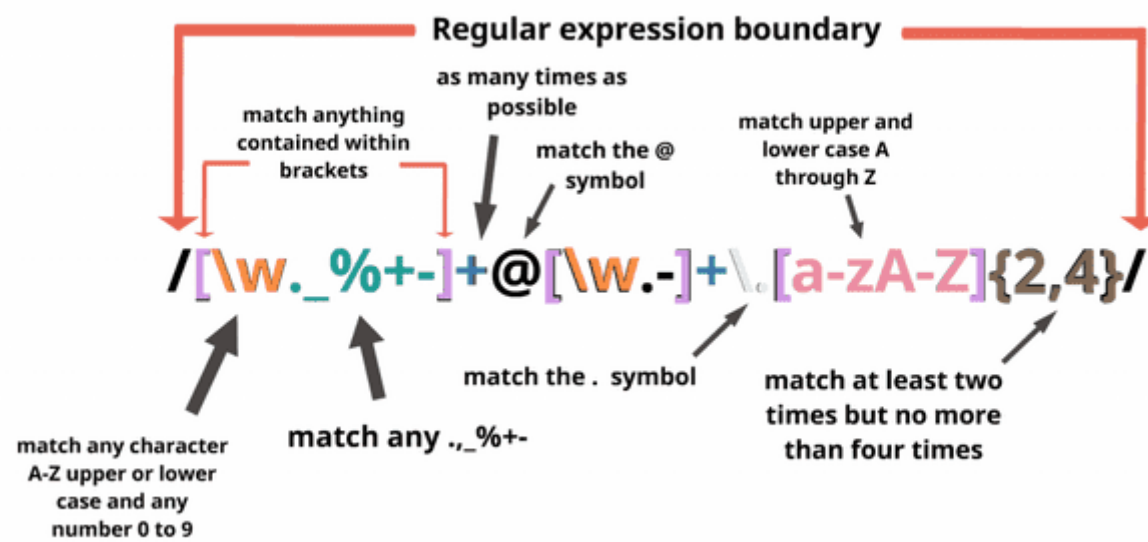 Regular expression boundary
as many times as
possible
match anything
contained within
brackets
match the @
symbol
match upper and
lower case A
through Z
/[\w._%+-]+@[\w.-]+\.[a-zA-Z]{2,4}/
match the . symbol
match at least two
times but no more
than four times
match any .,_%+-
match any character
A-Z upper or lower
case and any
number 0 to 9